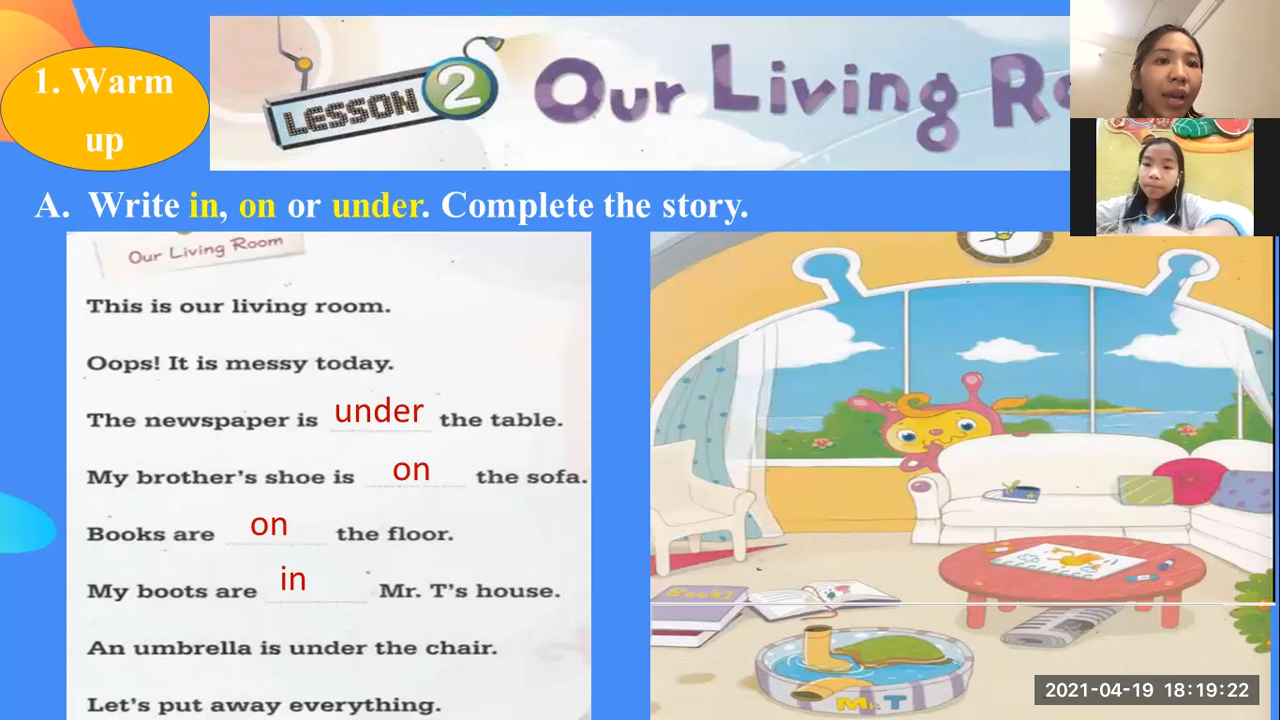 1. Warm
up
LESSON 2 Our Living
A. Write in, on or under. Complete the story.
Our Living Room
This is our living room.
Oops! It is messy today.
The newspaper is under the table.
My brother's shoe is on the sofa.
Books are on the floor.
My boots are in Mr. T's house.
An umbrella is under the chair.
Let's put away everything.
Mr. T
2021-04-19 18:19:22